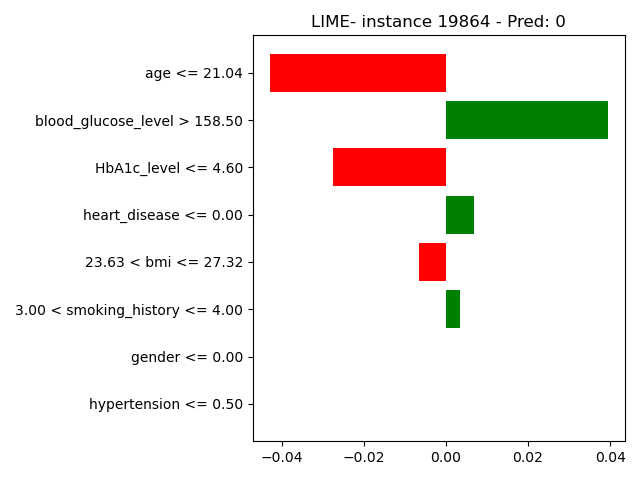 LIME- instance 19864 - Pred: 0
age <= 21.04
blood_glucose_level > 158.50
HbA1c_level <= 4.60
heart_disease <= 0.00
23.63 < bmi <= 27.32
3.00 < smoking_history <= 4.00
gender <= 0.00
hypertension <= 0.50
−0.04 −0.02 0.00 0.02 0.04